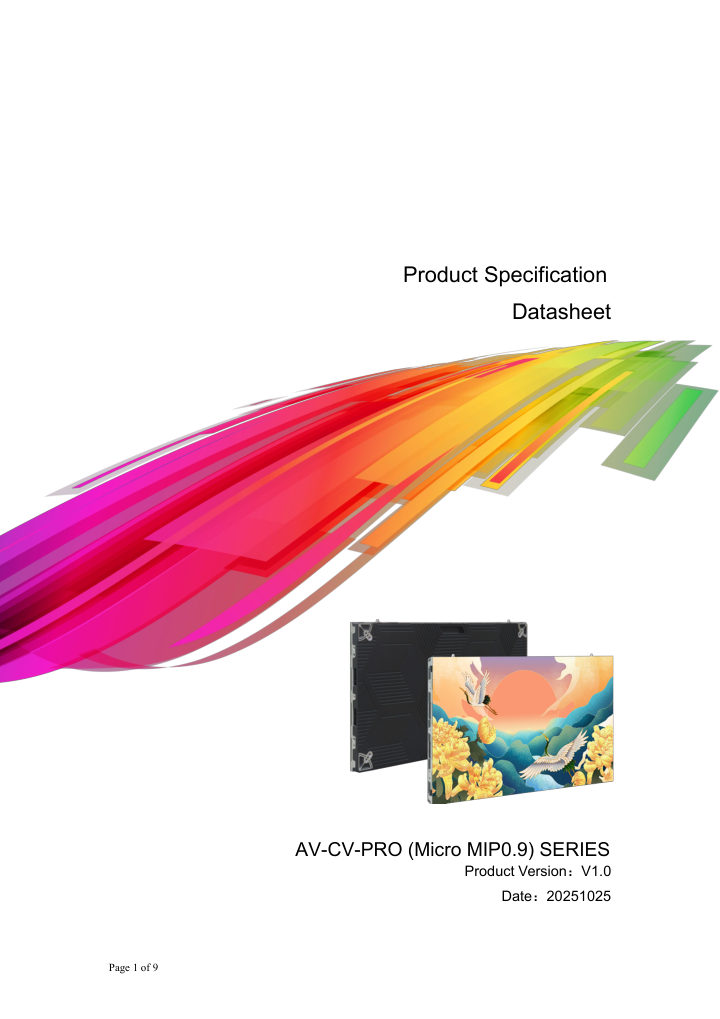 Product Specification
Datasheet
AV-CV-PRO (Micro MIP0.9) SERIES
Product Version：V1.0
Date：20251025
Page 1 of 9